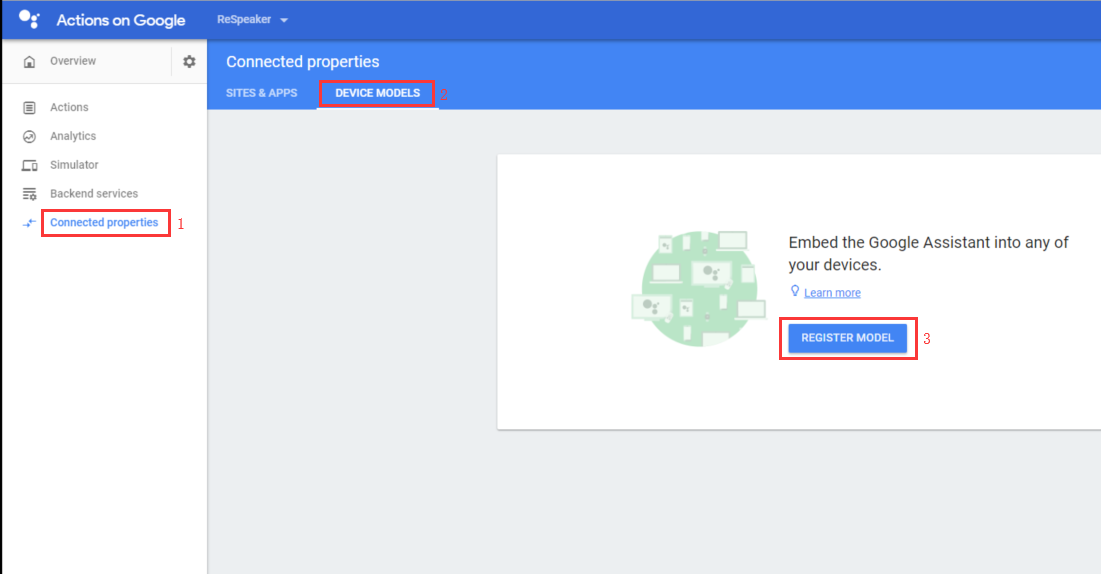 Actions on Google
ReSpeaker
Overview
Connected properties
SITES & APPS
DEVICE MODELS
2
Actions
Analytics
Simulator
Backend services
Connected properties
1
Embed the Google Assistant into any of
your devices.
Learn more
REGISTER MODEL
3